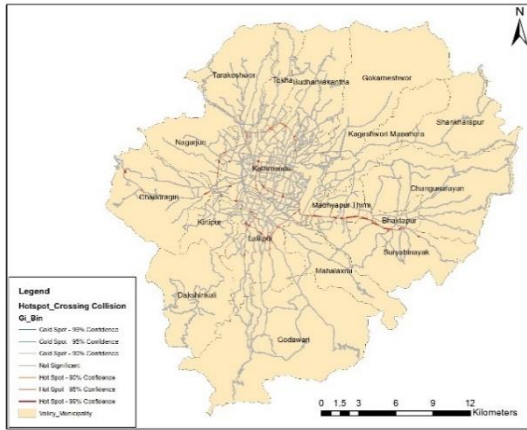 N
Tarakeshwor
Tokha
Budhanilkantha
Gokarneshwor
Shankharapur
Kageshwori Manahora
Nagarjun
Kathmandu
Changunarayan
Chandragiri
Madhyapur Thimi
Bhaktapur
Kirtipur
Lalitpur
Suryabinayak
Mahalaxmi
Dakshinkali
Godawari
Legend
Hotspot_Crossing Collision
Gi_Bin
Cold Spot - 99% Confidence
Cold Spot - 95% Confidence
Cold Spot - 90% Confidence
Not Significant
Hot Spot - 90% Confidence
Hot Spot - 95% Confidence
Hot Spot - 99% Confidence
Valley_Municipality
0 1.5 3 6 9 12
Kilometers